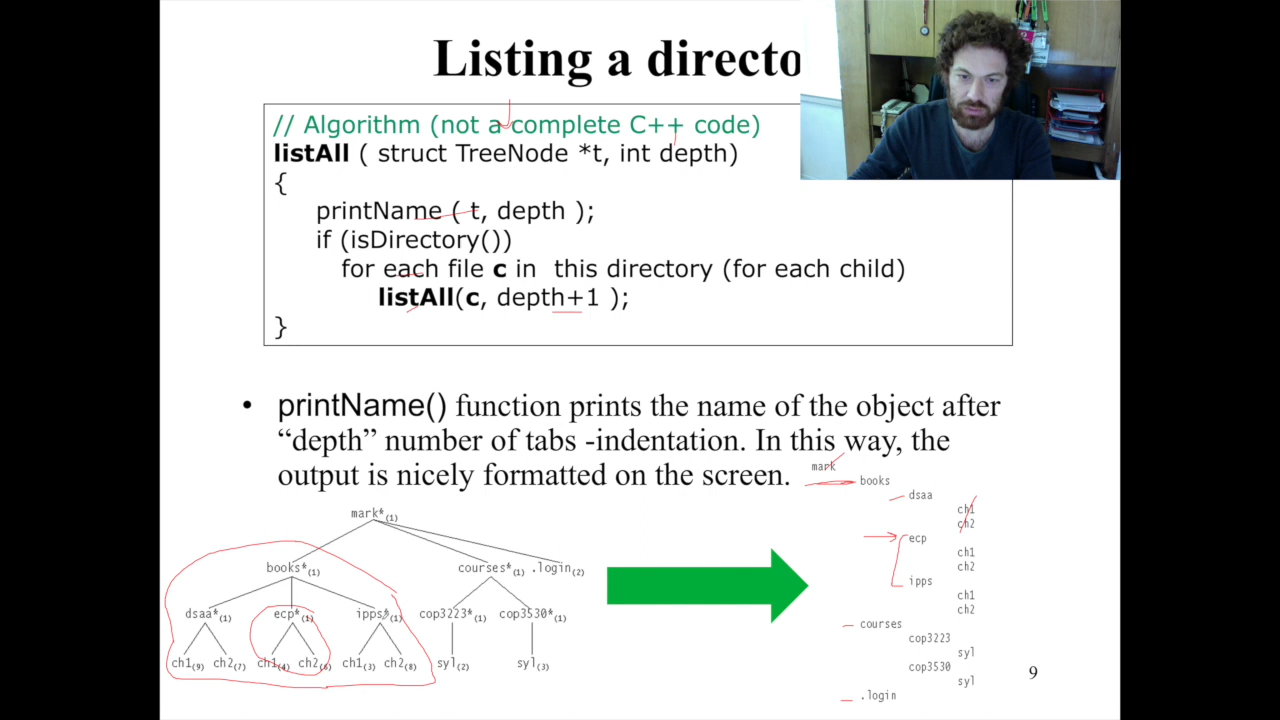 Listing a directo
// Algorithm (not a complete C++ code)
listAll ( struct TreeNode *t, int depth)
{
printName ( t, depth );
if (isDirectory())
for each file c in this directory (for each child)
listAll(c, depth+1 );
}
• printName() function prints the name of the object after
“depth” number of tabs -indentation. In this way, the
output is nicely formatted on the screen.
mark*(1)
books*(1) courses*(1) .login(2)
dsaa*(1) ecp*(1) ipps*(1) cop3223*(1) cop3530*(1)
ch1(9) ch2(7) ch1(4) ch2(6) ch1(3) ch2(8) syl(2) syl(3)
mark
books
dsaa
ch1
ch2
ecp
ch1
ch2
ipps
ch1
ch2
courses
cop3223
syl
cop3530
syl
.login
9